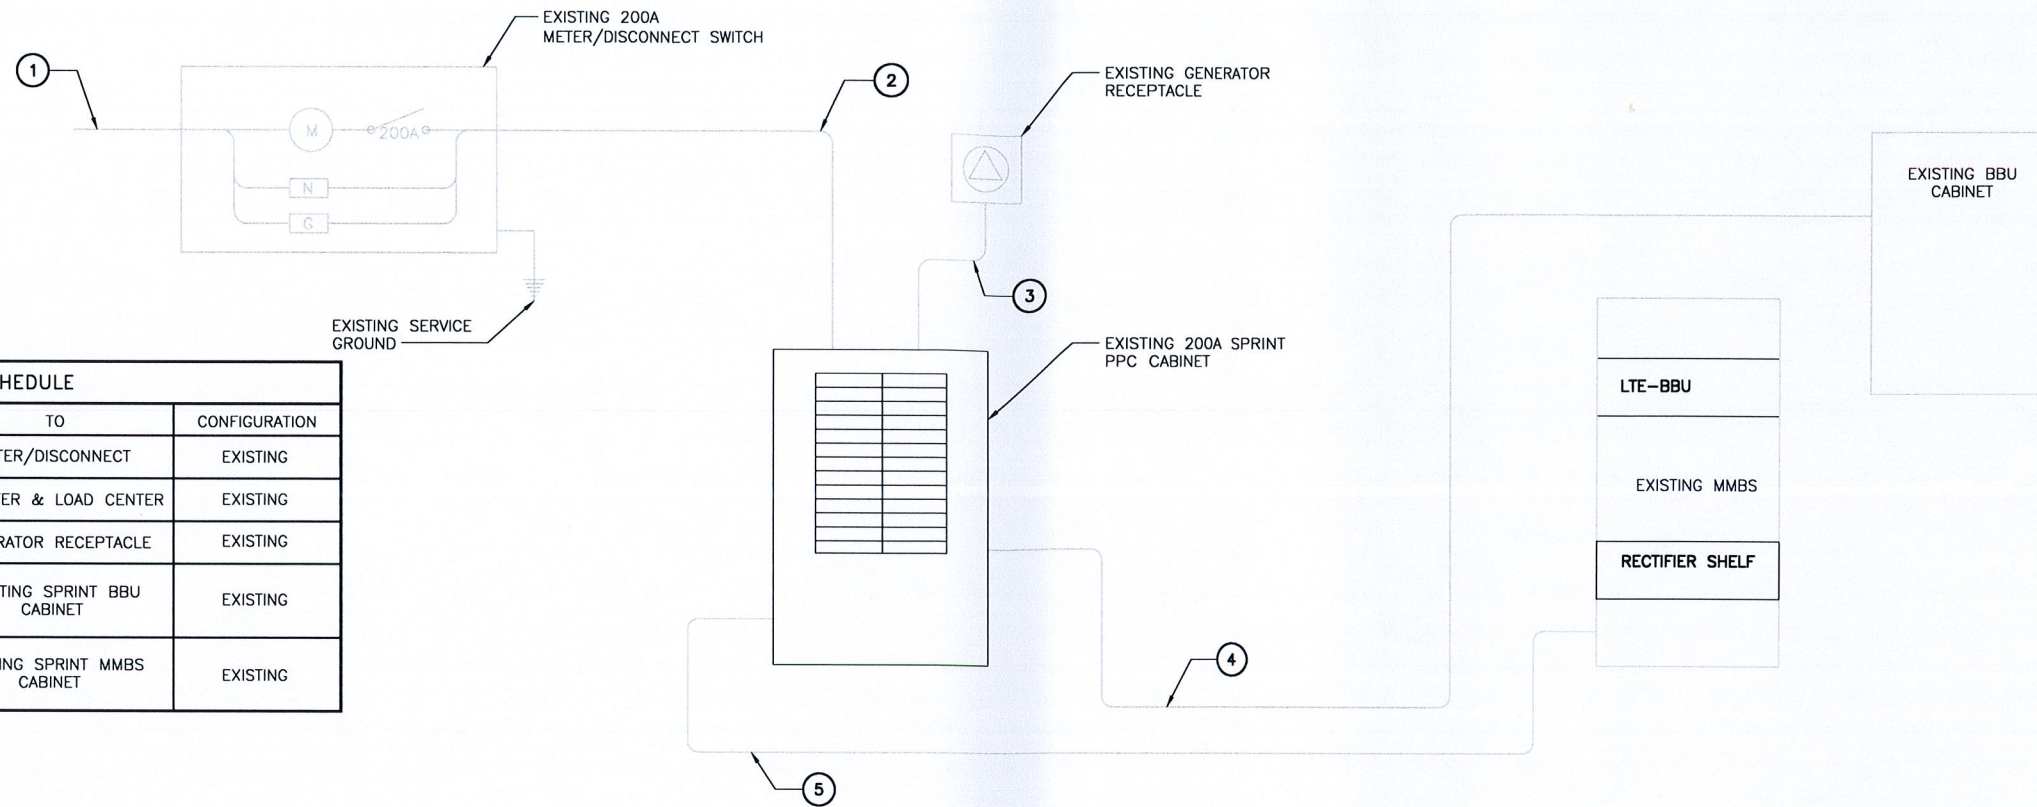 EXISTING 200A
METER/DISCONNECT SWITCH
1
2
EXISTING GENERATOR
RECEPTACLE
M
200A
N
G
EXISTING BBU
CABINET
3
EXISTING SERVICE
GROUND
EXISTING 200A SPRINT
PPC CABINET
LTE-BBU
EXISTING MMBS
RECTIFIER SHELF
4
5
HEDULE
TO
CONFIGURATION
TER/DISCONNECT
EXISTING
TER & LOAD CENTER
EXISTING
RATOR RECEPTACLE
EXISTING
TING SPRINT BBU
CABINET
EXISTING
ING SPRINT MMBS
CABINET
EXISTING